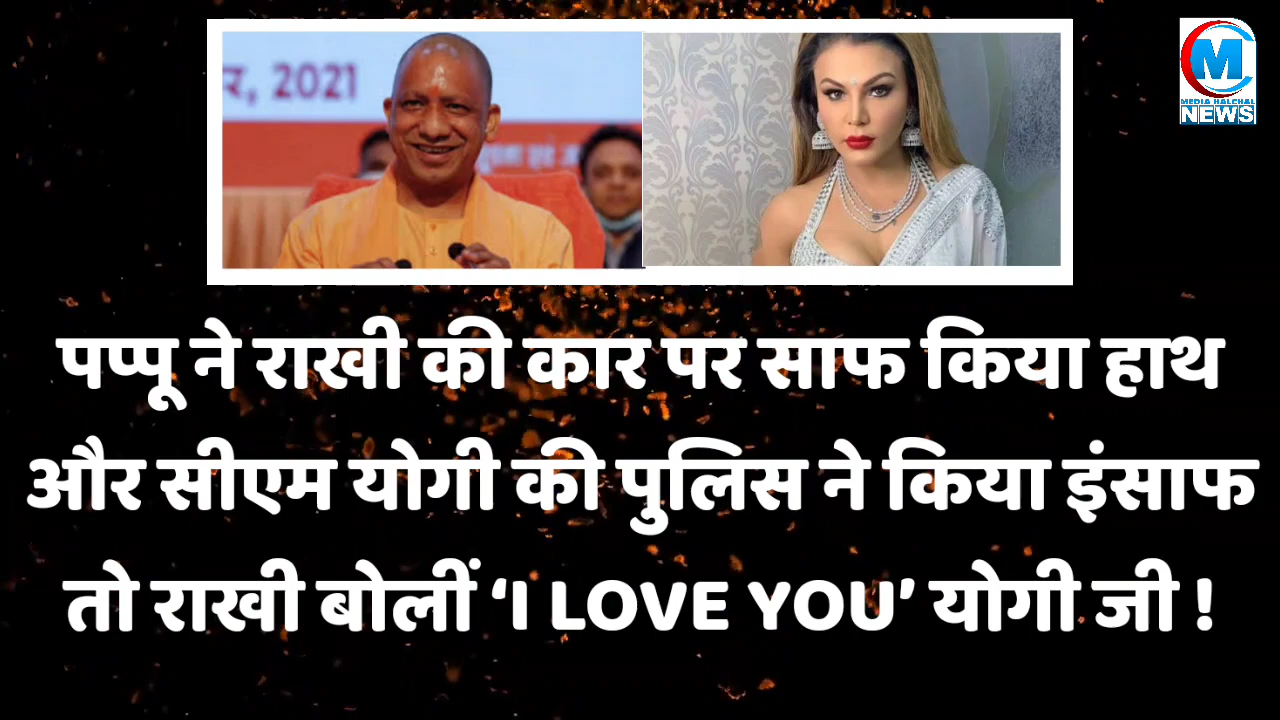 र, 2021
MEDIA HALCHAL
NEWS
पप्पू ने राखी की कार पर साफ किया हाथ
और सीएम योगी की पुलिस ने किया इंसाफ
तो राखी बोलीं ‘I LOVE YOU’ योगी जी !